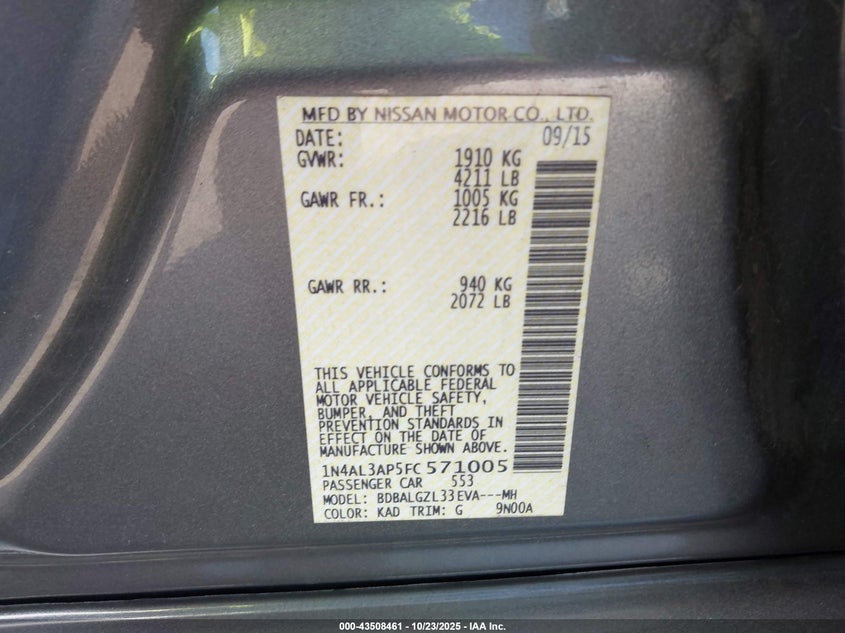 MFD BY NISSAN MOTOR CO., LTD.
DATE: 09/15
GVWR: 1910 KG
4211 LB
GAWR FR.: 1005 KG
2216 LB
GAWR RR.: 940 KG
2072 LB
THIS VEHICLE CONFORMS TO
ALL APPLICABLE FEDERAL
MOTOR VEHICLE SAFETY,
BUMPER, AND THEFT
PREVENTION STANDARDS IN
EFFECT ON THE DATE OF
MANUFACTURE SHOWN ABOVE.
1N4AL3AP5FC571005
PASSENGER CAR 553
MODEL: BDBALGZL33EVA---MH
COLOR: KAD TRIM: G 9N00A
000-43508461 - 10/23/2025 - IAA Inc.